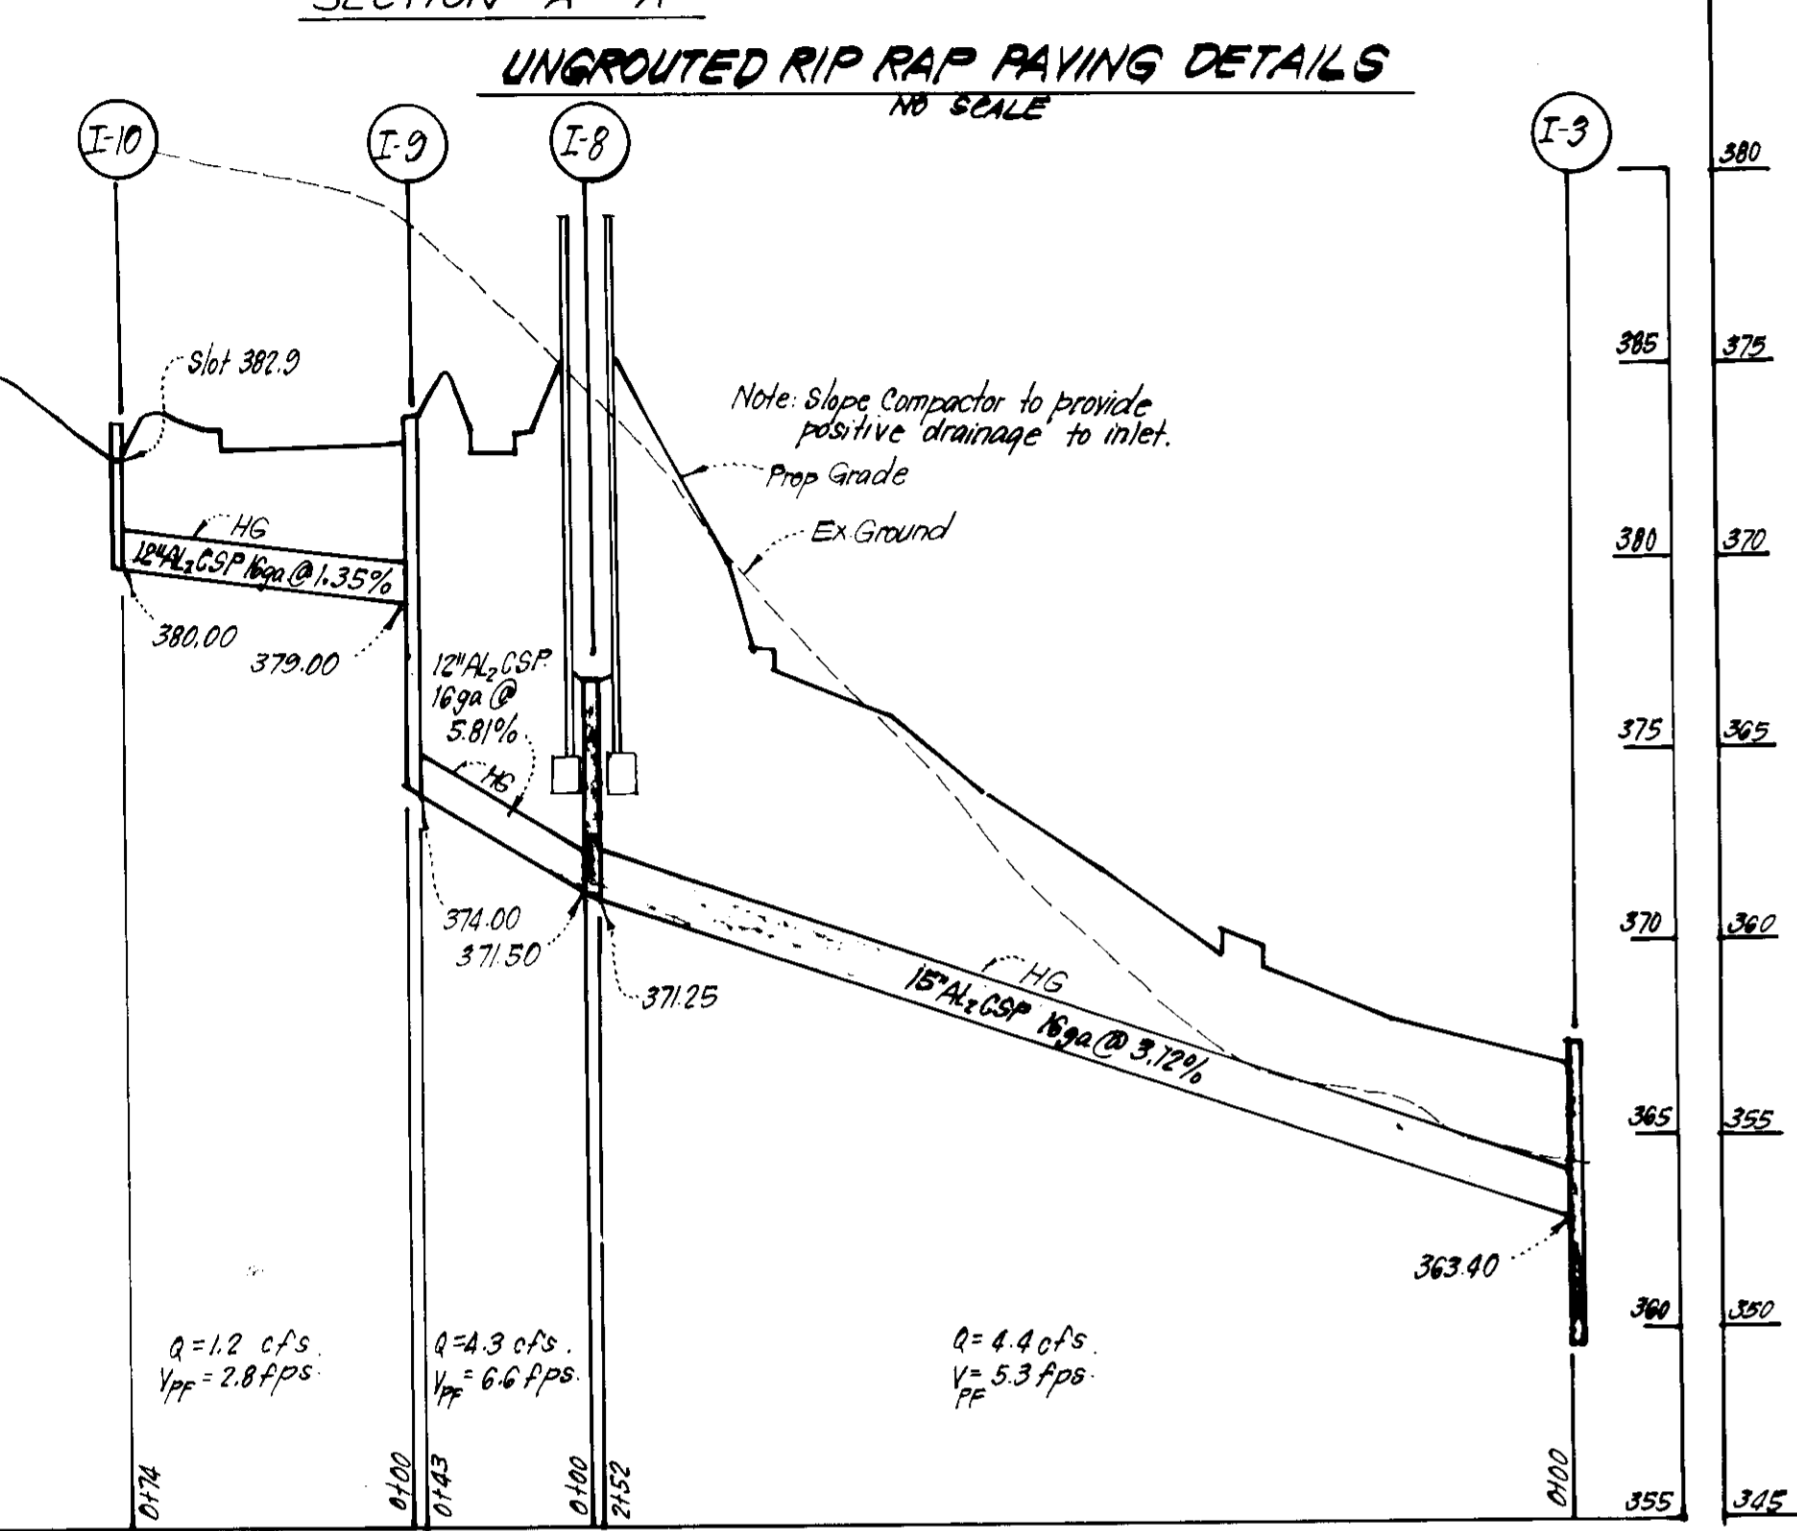 SECTION A A
UNGROUTED RIP RAP PAVING DETAILS
NO SCALE
I-10
I-9
I-8
I-3
Slot 382.9
Note: Slope Compactor to provide
positive drainage to inlet.
Prop Grade
Ex. Ground
HG
12" AL2 CSP 16ga @ 1.35%
380.00
379.00
12" AL2 CSP
16ga @
5.81%
HG
374.00
371.50
371.25
HG
15" AL2 CSP 16ga @ 3.72%
363.40
Q = 1.2 cfs.
VPF = 2.8 fps.
Q = 4.3 cfs.
VPF = 6.6 fps.
Q = 4.4 cfs.
V = 5.3 fps.
PF
0+74
0+00
0+43
0+00
2+52
0+00
385
380
375
370
365
360
355
380
375
370
365
360
355
350
345